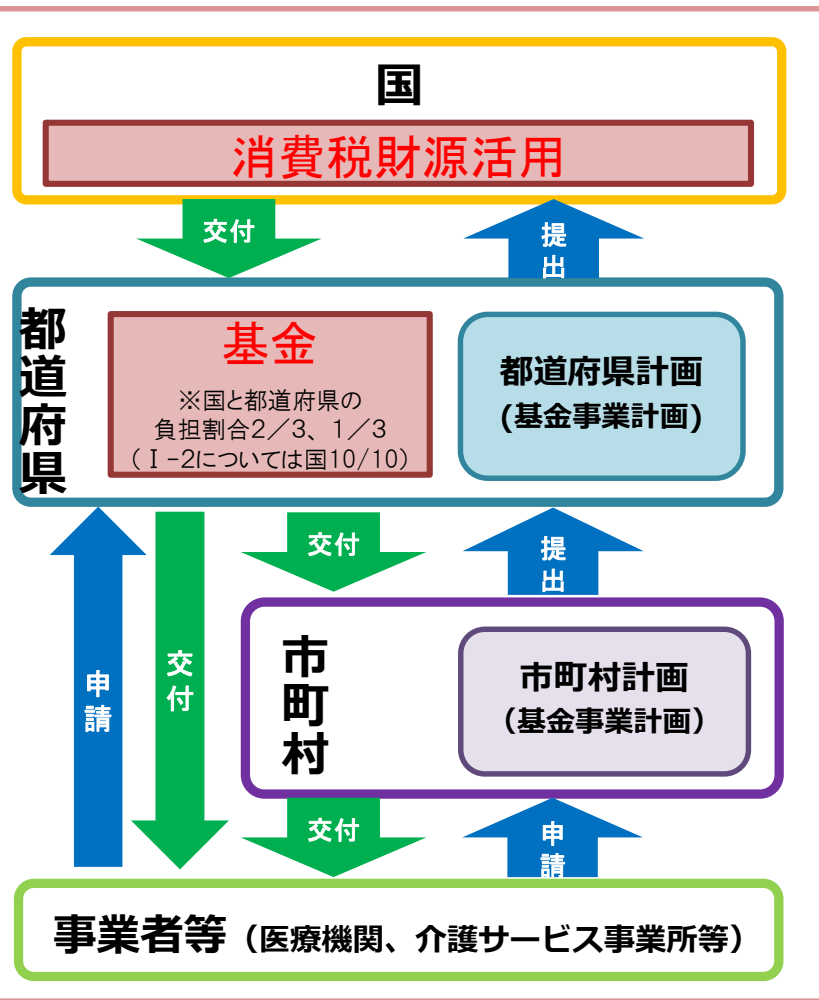 国
消費税財源活用
交付
提出
都道府県
基金
※国と都道府県の
負担割合2／3、1／3
（Ⅰ-2については国10/10）
都道府県計画
(基金事業計画)
申請
交付
交付
提出
市町村
市町村計画
（基金事業計画）
交付
申請
事業者等（医療機関、介護サービス事業所等）